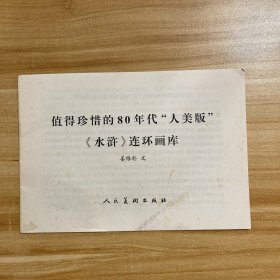 值得珍惜的80年代“人美版”
《水浒》连环画库
姜维朴 文
人民美术出版社